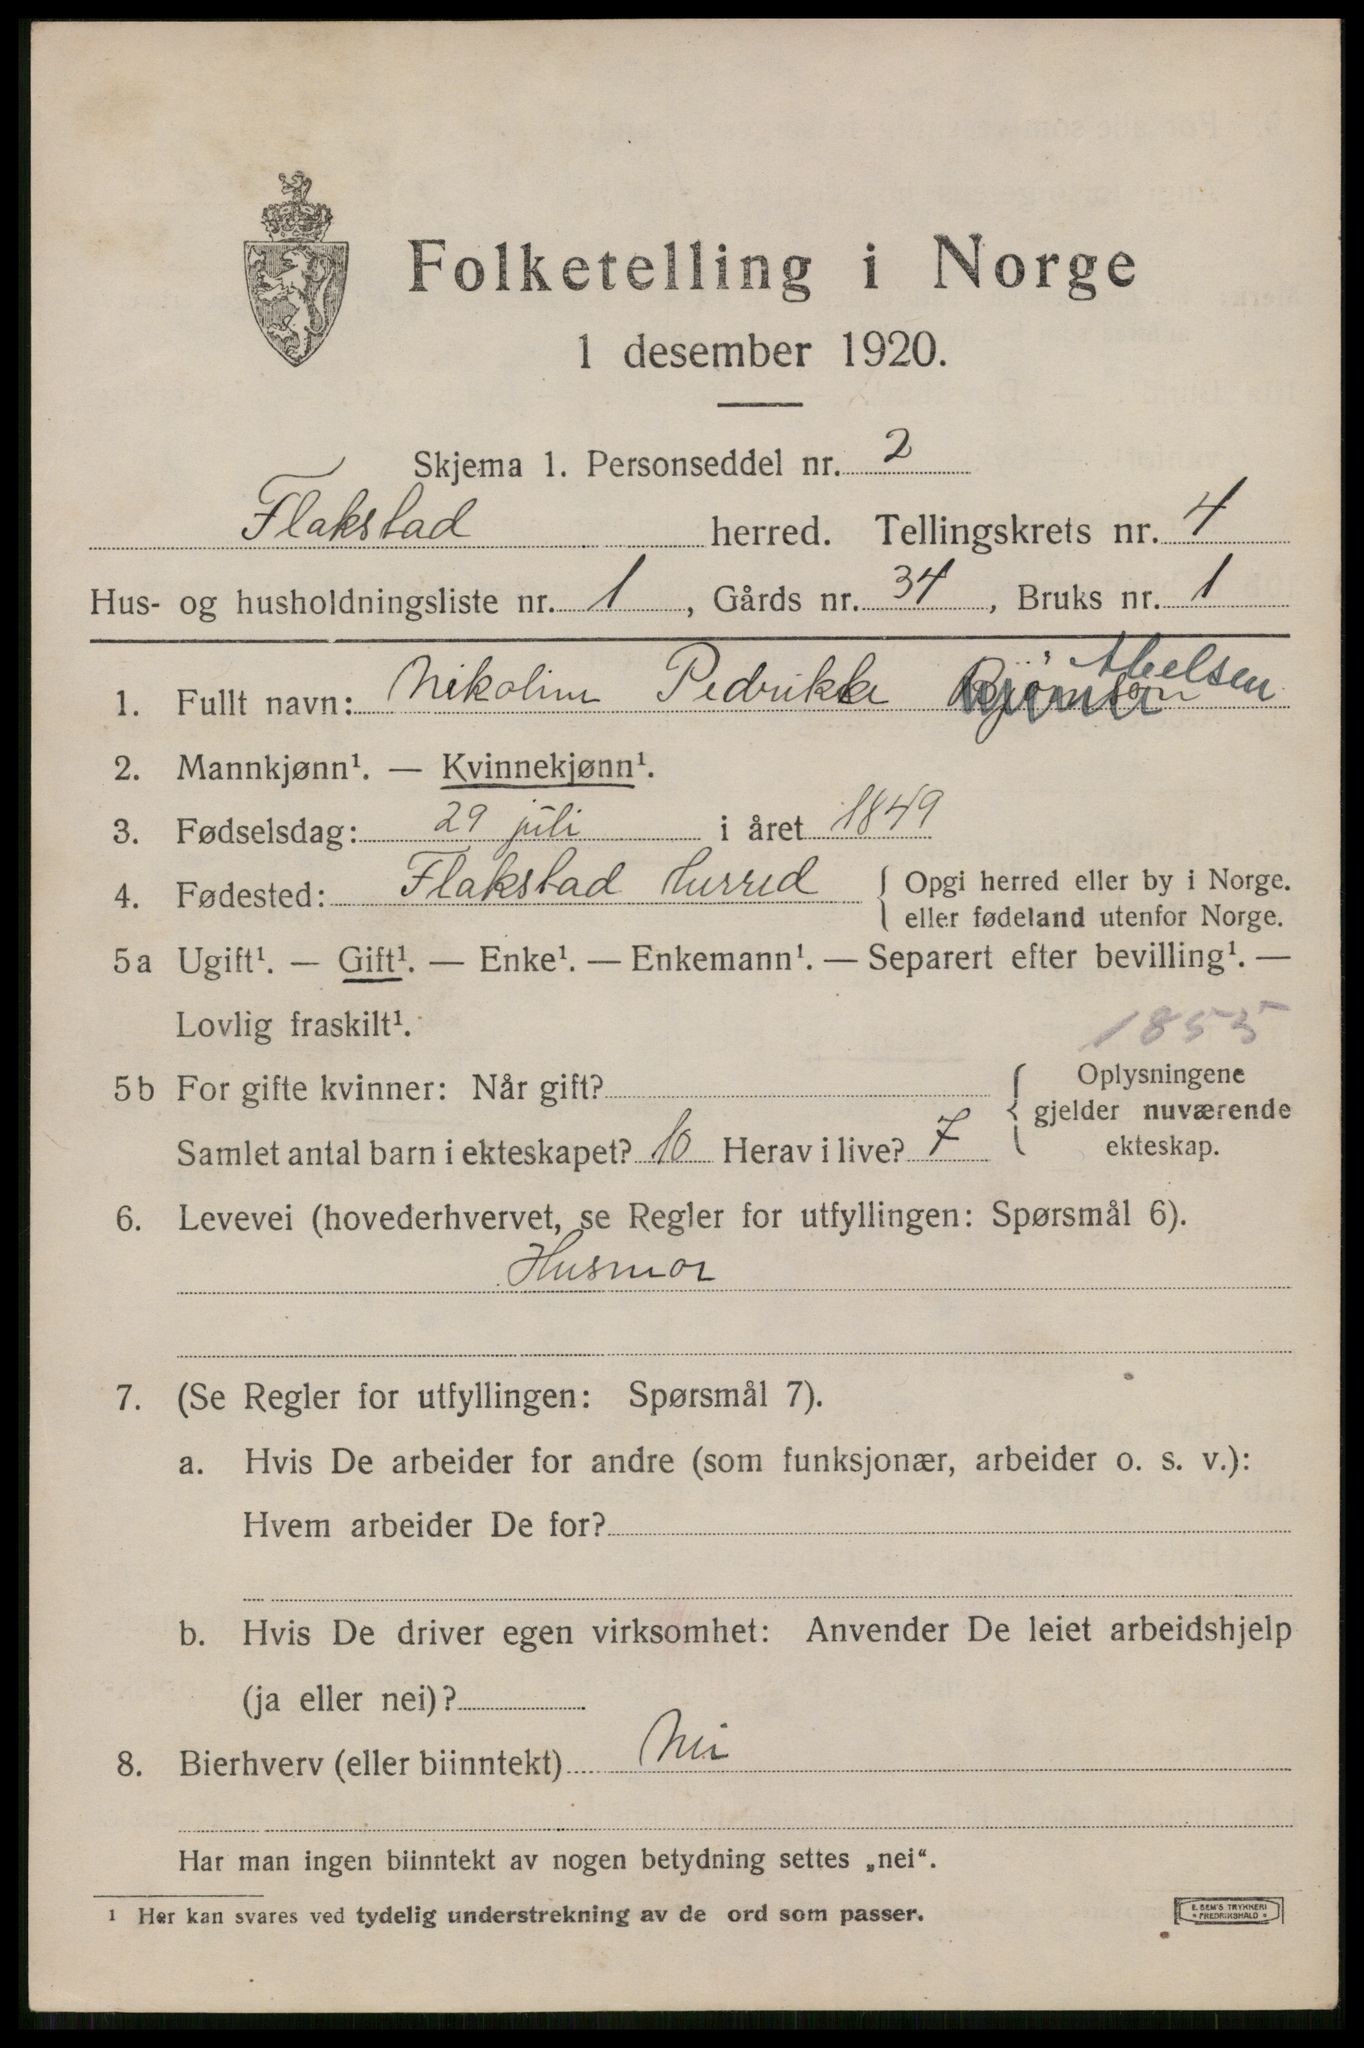 Folketelling i Norge
1 desember 1920.
Skjema 1. Personseddel nr. 2
Flakstad herred. Tellingskrets nr. 4
Hus- og husholdningsliste nr. 1, Gårds nr. 34, Bruks nr. 1
Abelsen
1. Fullt navn: Nikoline Pedrikke
2. Mannkjønn¹. — Kvinnekjønn¹.
3. Fødselsdag: 29 juli i året 1849
4. Fødested: Flakstad Herred { Opgi herred eller by i Norge.
eller fødeland utenfor Norge.
5a Ugift¹. — Gift¹. — Enke¹. — Enkemann¹. — Separert efter bevilling¹. —
Lovlig fraskilt¹.
1855
5b For gifte kvinner: Når gift? { Oplysningene
gjelder nuværende
Samlet antal barn i ekteskapet? 10 Herav i live? 7 ekteskap.
6. Levevei (hovederhvervet, se Regler for utfyllingen: Spørsmål 6).
Husmor
7. (Se Regler for utfyllingen: Spørsmål 7).
a. Hvis De arbeider for andre (som funksjonær, arbeider o. s. v.):
Hvem arbeider De for?
b. Hvis De driver egen virksomhet: Anvender De leiet arbeidshjelp
(ja eller nei)?
8. Bierhverv (eller biinntekt) Nei
Har man ingen biinntekt av nogen betydning settes „nei“.
¹ Her kan svares ved tydelig understrekning av de ord som passer.
E. SEM'S TRYKKERI
* FREDRIKSHALD *